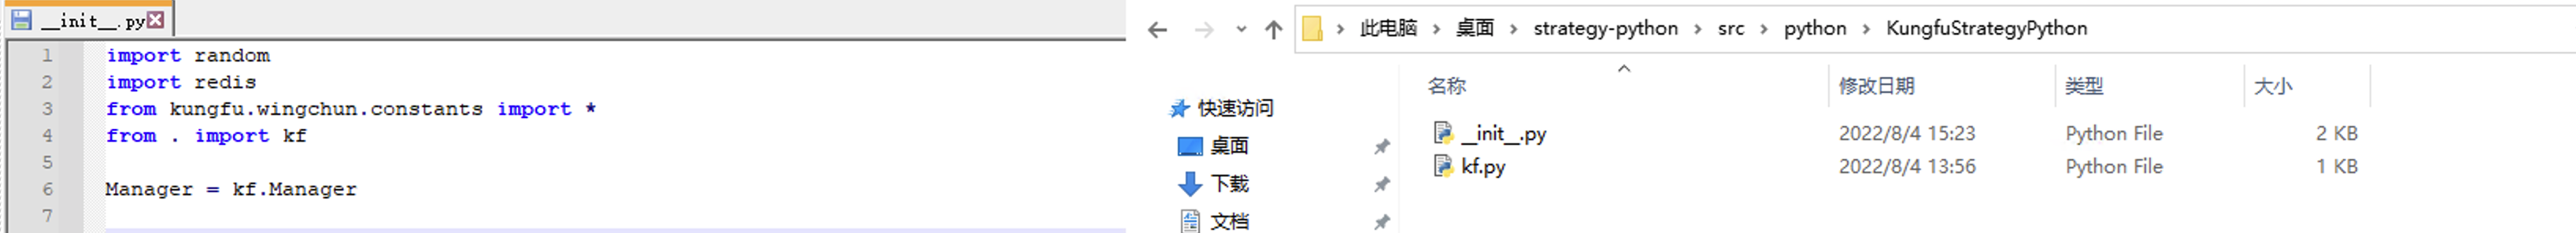 __init__.py
1 import random
2 import redis
3 from kungfu.wingchun.constants import *
4 from . import kf
5
6 Manager = kf.Manager
7
此电脑 › 桌面 › strategy-python › src › python › KungfuStrategyPython
快速访问
桌面
下载
文档
名称 修改日期 类型 大小
__init__.py 2022/8/4 15:23 Python File 2 KB
kf.py 2022/8/4 13:56 Python File 1 KB